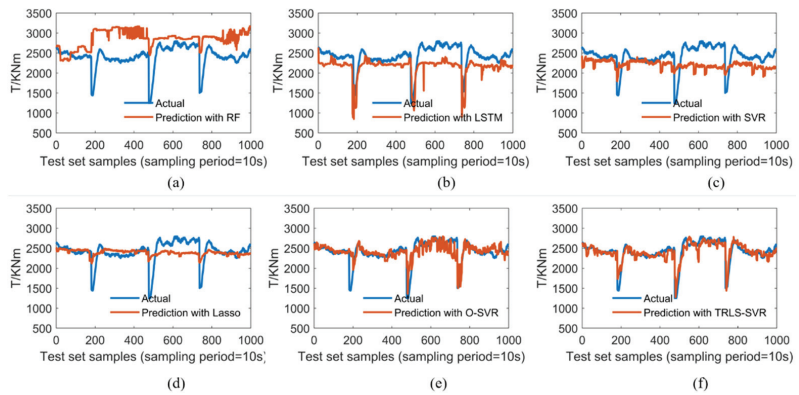 3500
3000
2500
2000
1500
1000
500
T/KNm
Actual
Prediction with RF
0 200 400 600 800 1000
Test set samples (sampling period=10s)
(a)
3500
3000
2500
2000
1500
1000
500
T/KNm
Actual
Prediction with LSTM
0 200 400 600 800 1000
Test set samples (sampling period=10s)
(b)
3500
3000
2500
2000
1500
1000
500
T/KNm
Actual
Prediction with SVR
0 200 400 600 800 1000
Test set samples (sampling period=10s)
(c)
3500
3000
2500
2000
1500
1000
500
T/KNm
Actual
Prediction with Lasso
0 200 400 600 800 1000
Test set samples (sampling period=10s)
(d)
3500
3000
2500
2000
1500
1000
500
T/KNm
Actual
Prediction with O-SVR
0 200 400 600 800 1000
Test set samples (sampling period=10s)
(e)
3500
3000
2500
2000
1500
1000
500
T/KNm
Actual
Prediction with TRLS-SVR
0 200 400 600 800 1000
Test set samples (sampling period=10s)
(f)